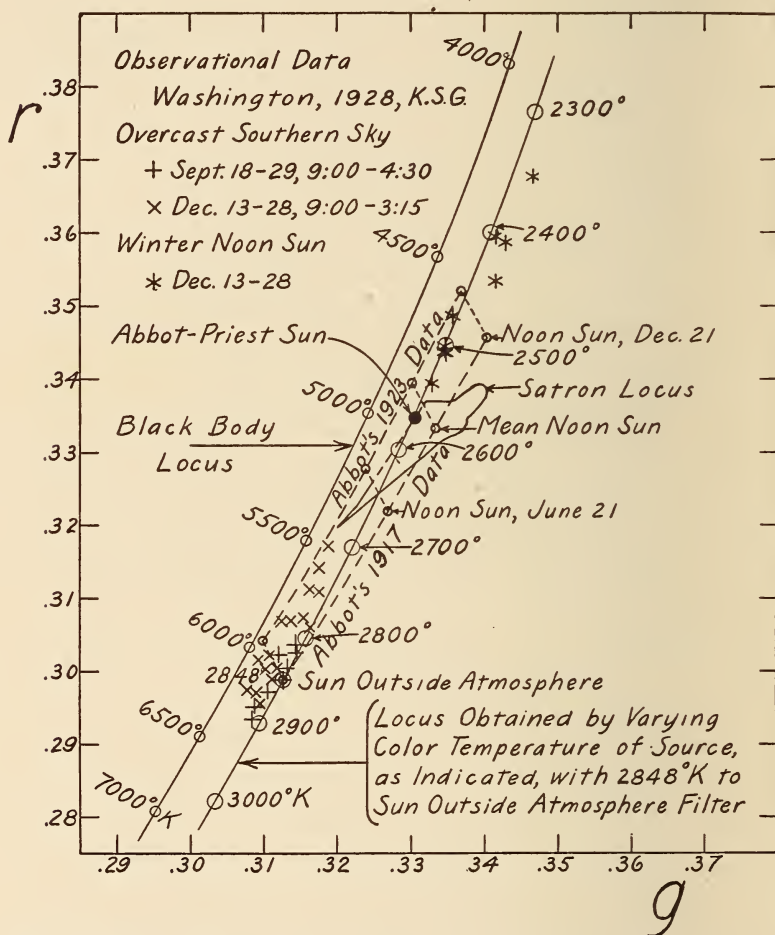 r
.38
.37
.36
.35
.34
.33
.32
.31
.30
.29
.28
Observational Data
Washington, 1928, K.S.G.
Overcast Southern Sky
+ Sept. 18-29, 9:00-4:30
× Dec. 13-28, 9:00-3:15
Winter Noon Sun
* Dec. 13-28
Abbot-Priest Sun
Black Body
Locus
4000°
4500°
5000°
5500°
6000°
6500°
7000°K
2300°
2400°
Noon Sun, Dec. 21
2500°
Satron Locus
Mean Noon Sun
2600°
Noon Sun, June 21
2700°
2800°
2848°
Sun Outside Atmosphere
2900°
3000°K
Abbot's 1923 Data
Abbot's 1917 Data
Locus Obtained by Varying
Color Temperature of Source,
as Indicated, with 2848°K to
Sun Outside Atmosphere Filter
.29 .30 .31 .32 .33 .34 .35 .36 .37
g